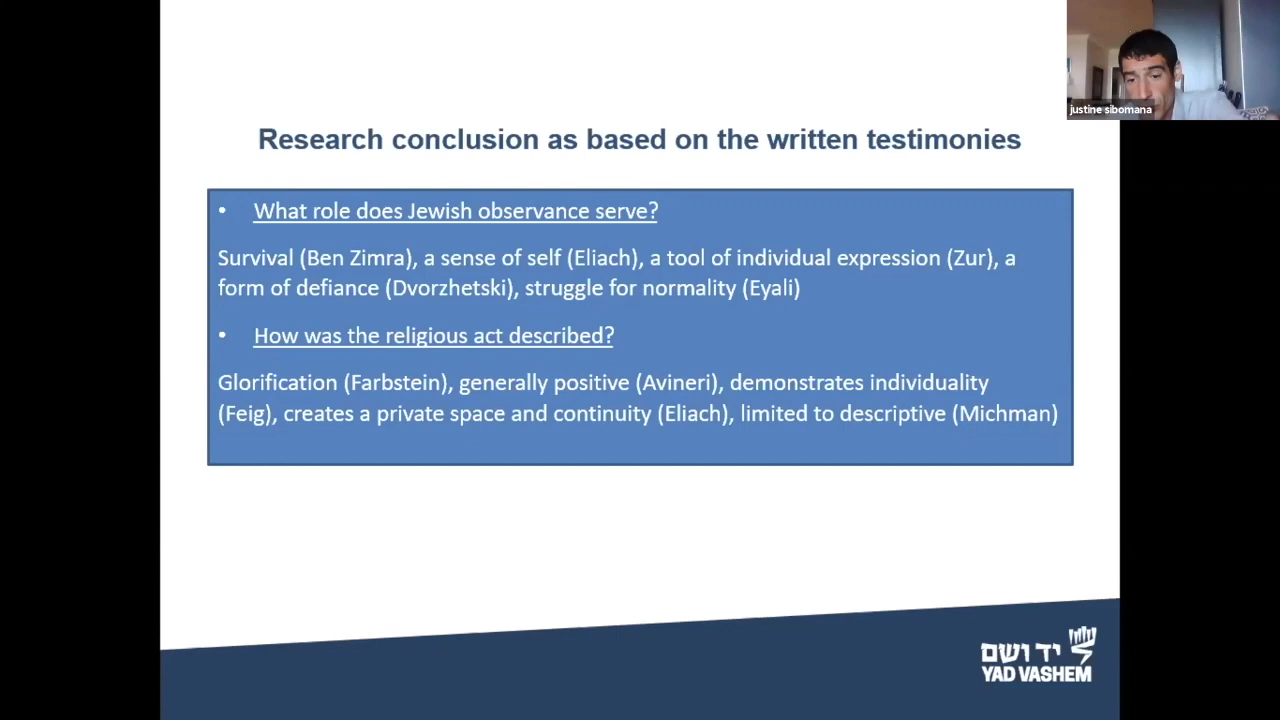 justine sibomana
Research conclusion as based on the written testimonies
• What role does Jewish observance serve?
Survival (Ben Zimra), a sense of self (Eliach), a tool of individual expression (Zur), a
form of defiance (Dvorzhetski), struggle for normality (Eyali)
• How was the religious act described?
Glorification (Farbstein), generally positive (Avineri), demonstrates individuality
(Feig), creates a private space and continuity (Eliach), limited to descriptive (Michman)
יד ושם
YAD VASHEM